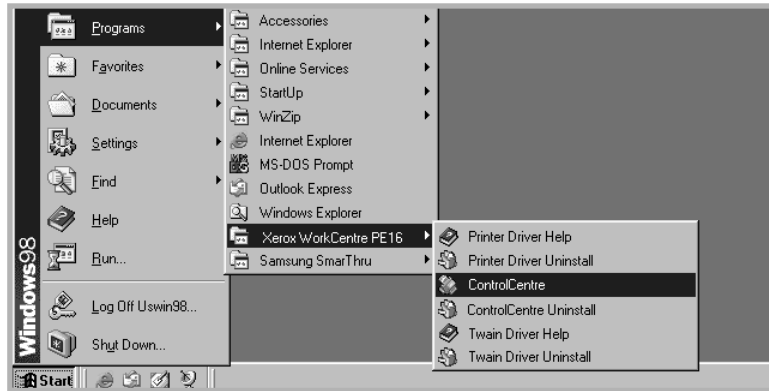 Programs
Favorites
Documents
Settings
Find
Help
Run...
Log Off Uswin98...
Shut Down...
Windows98
Start
Accessories
Internet Explorer
Online Services
StartUp
WinZip
Internet Explorer
MS-DOS Prompt
Outlook Express
Windows Explorer
Xerox WorkCentre PE16
Samsung SmarThru
Printer Driver Help
Printer Driver Uninstall
ControlCentre
ControlCentre Uninstall
Twain Driver Help
Twain Driver Uninstall